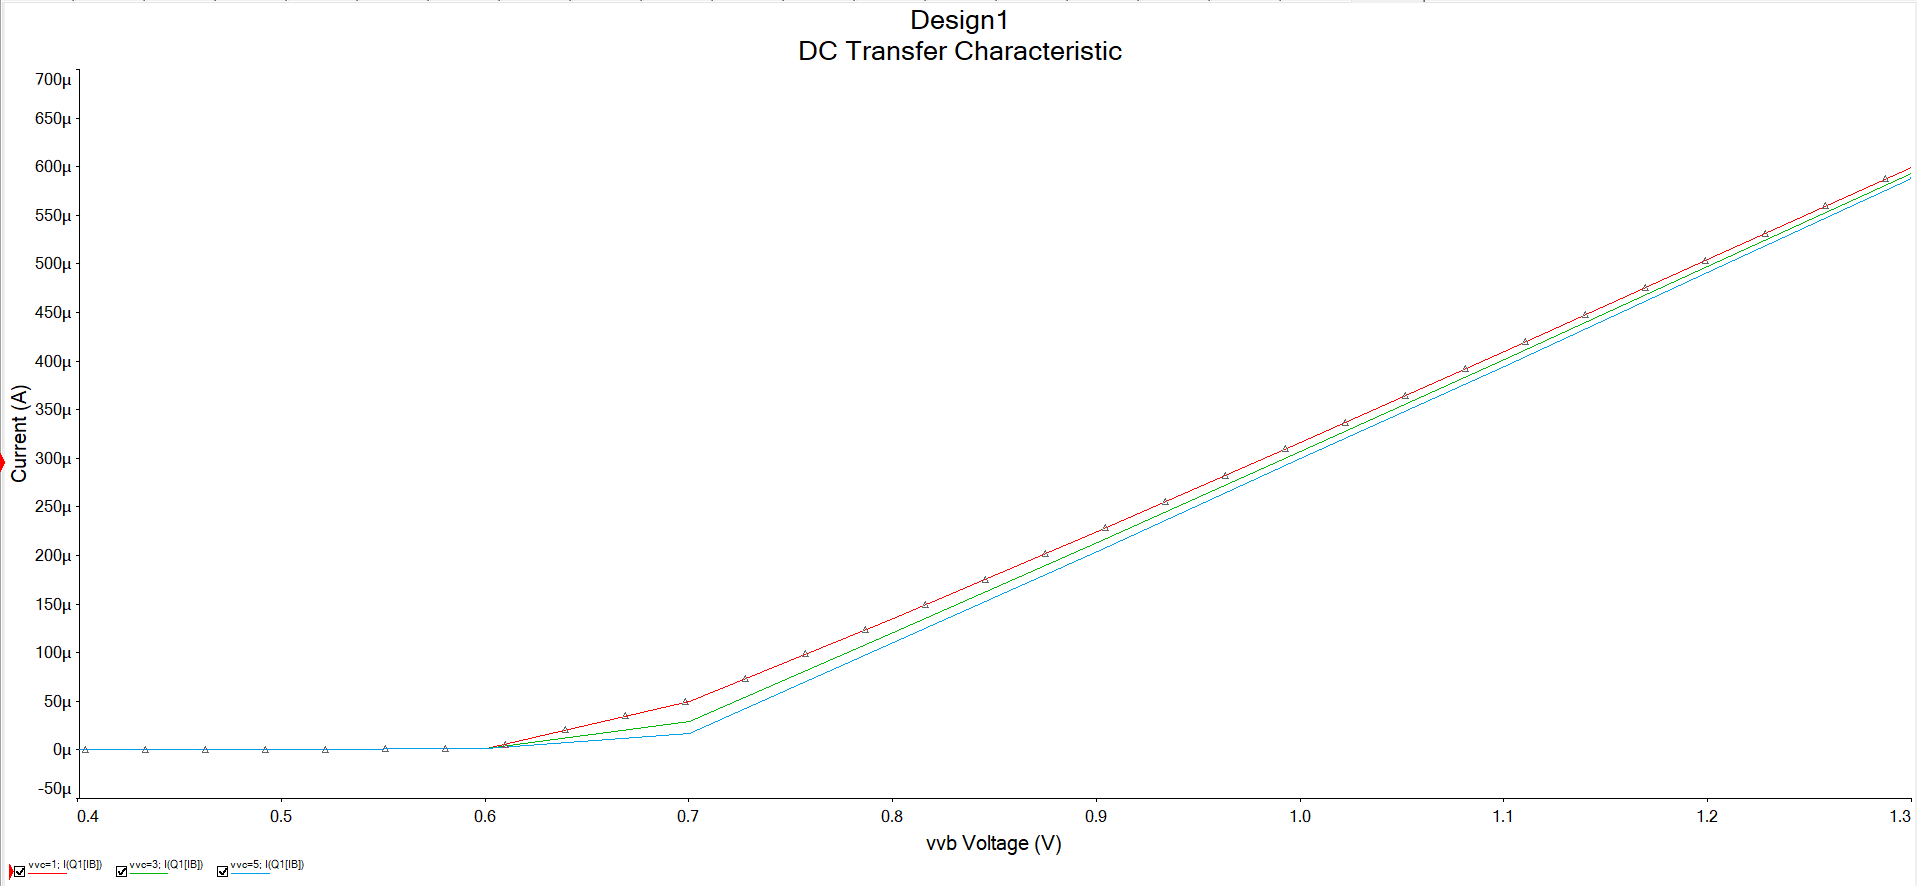 Design1
DC Transfer Characteristic
700µ
650µ
600µ
550µ
500µ
450µ
400µ
350µ
300µ
250µ
200µ
150µ
100µ
50µ
0µ
-50µ
Current (A)
0.4 0.5 0.6 0.7 0.8 0.9 1.0 1.1 1.2 1.3
vvb Voltage (V)
vvc=1; I(Q1[IB]) vvc=3; I(Q1[IB]) vvc=5; I(Q1[IB])